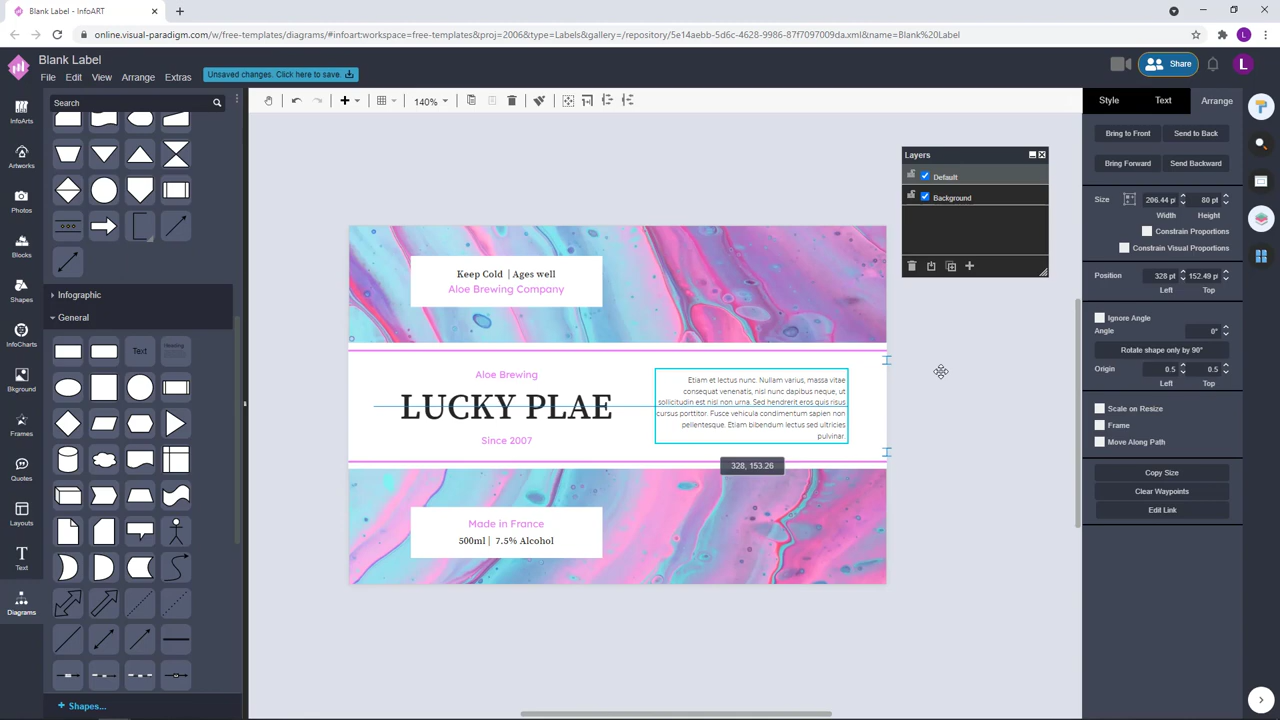 Blank Label - InfoART
online.visual-paradigm.com/w/free-templates/diagrams/#infoart:workspace=free-templates&proj=2006&type=Labels&gallery=/repository/5e14aebb-5d6c-4628-9986-87f7097009da.xml&name=Blank%20Label
L
Blank Label
File Edit View Arrange Extras
Unsaved changes. Click here to save.
Share
L
Search
140%
Style Text Arrange
InfoArts
Artworks
Photos
Blocks
Shapes
InfoCharts
Bkground
Frames
Quotes
Layouts
Text
Diagrams
Infographic
General
Text
Heading
+ Shapes...
Keep Cold | Ages well
Aloe Brewing Company
Aloe Brewing
LUCKY PLAE
Since 2007
Etiam et lectus nunc. Nullam varius, massa vitae
consequat venenatis, nisl nunc dapibus neque, ut
sollicitudin est nisl non urna. Sed hendrerit eros quis risus
cursus porttitor. Fusce vehicula condimentum sapien non
pellentesque. Etiam bibendum lectus sed ultricies
pulvinar.
328, 153.26
Made in France
500ml | 7.5% Alcohol
Layers
Default
Background
Bring to Front Send to Back
Bring Forward Send Backward
Size 206.44 pt 80 pt
Width Height
Constrain Proportions
Constrain Visual Proportions
Position 328 pt 152.49 pt
Left Top
Ignore Angle
Angle 0°
Rotate shape only by 90°
Origin 0.5 0.5
Left Top
Scale on Resize
Frame
Move Along Path
Copy Size
Clear Waypoints
Edit Link